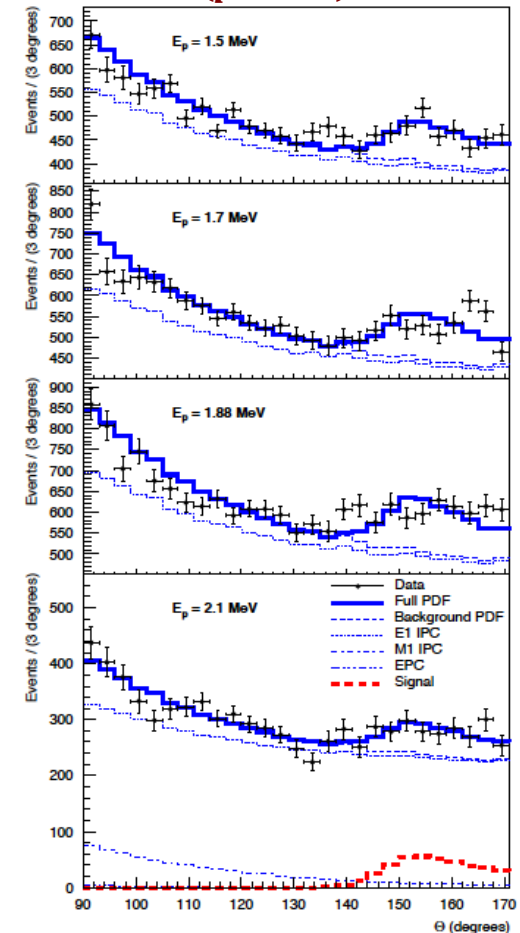 Events / (3 degrees)
700
650
600
550
500
450
400
E_p = 1.5 MeV
Events / (3 degrees)
850
800
750
700
650
600
550
500
450
E_p = 1.7 MeV
Events / (3 degrees)
900
850
800
750
700
650
600
550
500
E_p = 1.88 MeV
Events / (3 degrees)
500
400
300
200
100
0
E_p = 2.1 MeV
Data
Full PDF
Background PDF
E1 IPC
M1 IPC
EPC
Signal
90 100 110 120 130 140 150 160 170
Θ (degrees)